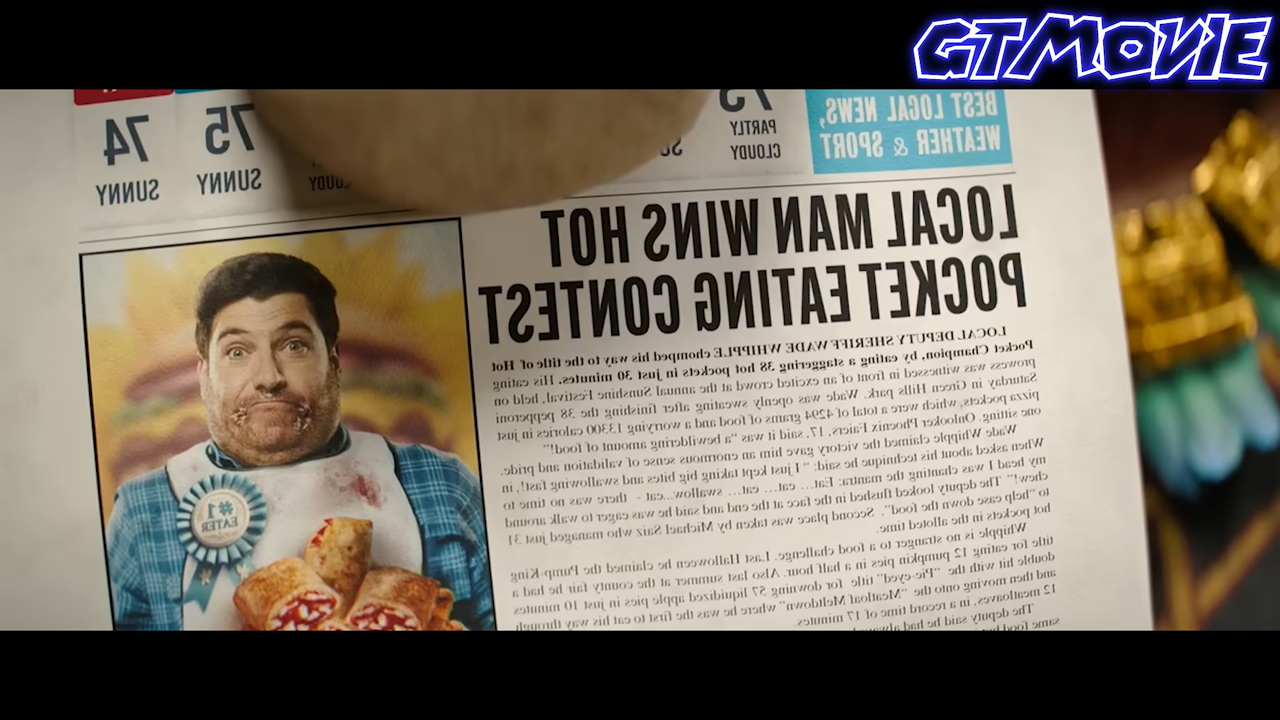 GTMOVIE
BEST LOCAL NEWS,
WEATHER & SPORT
PARTLY
CLOUDY
75
SUNNY
74
SUNNY
LOCAL MAN WINS HOT
POCKET EATING CONTEST
LOCAL DEPUTY SHERIFF WADE WHIPPLE chomped his way to the title of Hot
Pocket Champion, by eating a staggering 38 hot pockets in just 30 minutes. His eating
prowess was witnessed in front of an excited crowd at the annual Sunshine Festival, held on
Saturday in Green Hills park. Wade was openly sweating after finishing the 38 pepperoni
pizza pockets, which were a total of 4294 grams of food and a worrying 13300 calories in just
one sitting. Onlooker Phoenix Faiers, 17, said it was "a bewildering amount of food!"
Wade Whipple claimed the victory gave him an enormous sense of validation and pride.
When asked about his technique he said: "I just kept taking big bites and swallowing fast!, in
my head I was chanting the mantra: Eat... eat... eat... swallow...eat - there was no time to
chew!" The deputy looked flushed in the face at the end and said he was eager to walk around
to "help ease down the food". Second place was taken by Michael Saiz who managed just 31
hot pockets in the alloted time.
Whipple is no stranger to a food challenge. Last Halloween he claimed the Pump-King
title for eating 12 pumpkin pies in a half hour. Also last summer at the county fair he had a
double hit with the "Pie-eyed" title for downing 57 liquidized apple pies in just 10 minutes
and then moving onto the "Meatloaf Meltdown" where he was the first to eat his way through
12 meatloaves, in a record time of 17 minutes.
The deputy said he had always
same food
#1
EATER